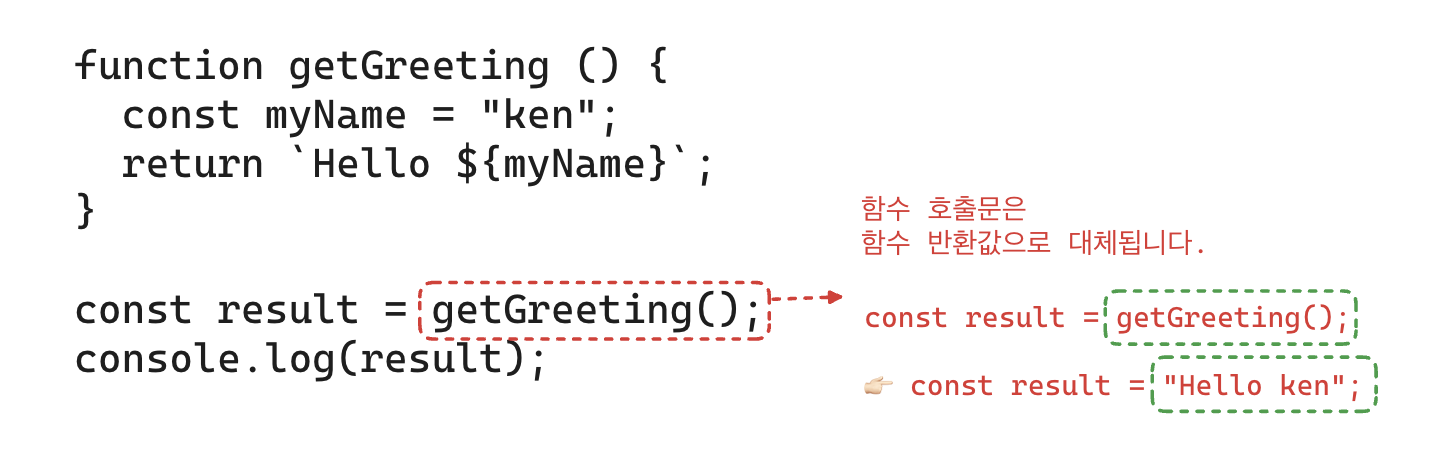 function getGreeting () {
  const myName = "ken";
  return `Hello ${myName}`;
}
const result = getGreeting();
console.log(result);
함수 호출문은
함수 반환값으로 대체됩니다.
const result = getGreeting();
👉🏻 const result = "Hello ken";